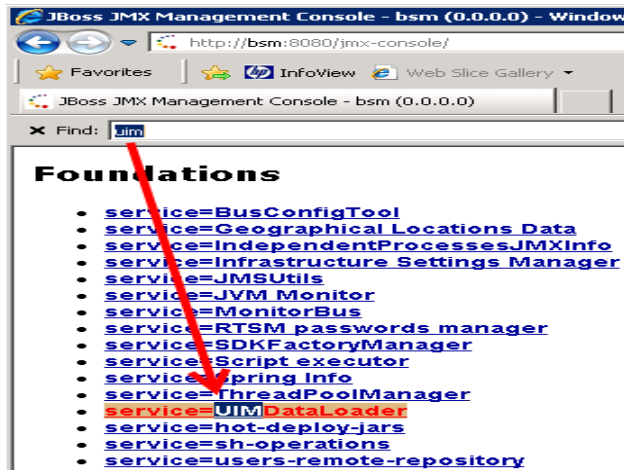 JBoss JMX Management Console - bsm (0.0.0.0) - Window
http://bsm:8080/jmx-console/
Favorites InfoView Web Slice Gallery
JBoss JMX Management Console - bsm (0.0.0.0)
Find: uim
Foundations
service=BusConfigTool
service=Geographical Locations Data
service=IndependentProcessesJMXInfo
service=Infrastructure Settings Manager
service=JMSUtils
service=JVM Monitor
service=MonitorBus
service=RTSM passwords manager
service=SDKFactoryManager
service=Script executor
service=Spring Info
service=ThreadPoolManager
service=UIMDataLoader
service=hot-deploy-jars
service=sh-operations
service=users-remote-repository